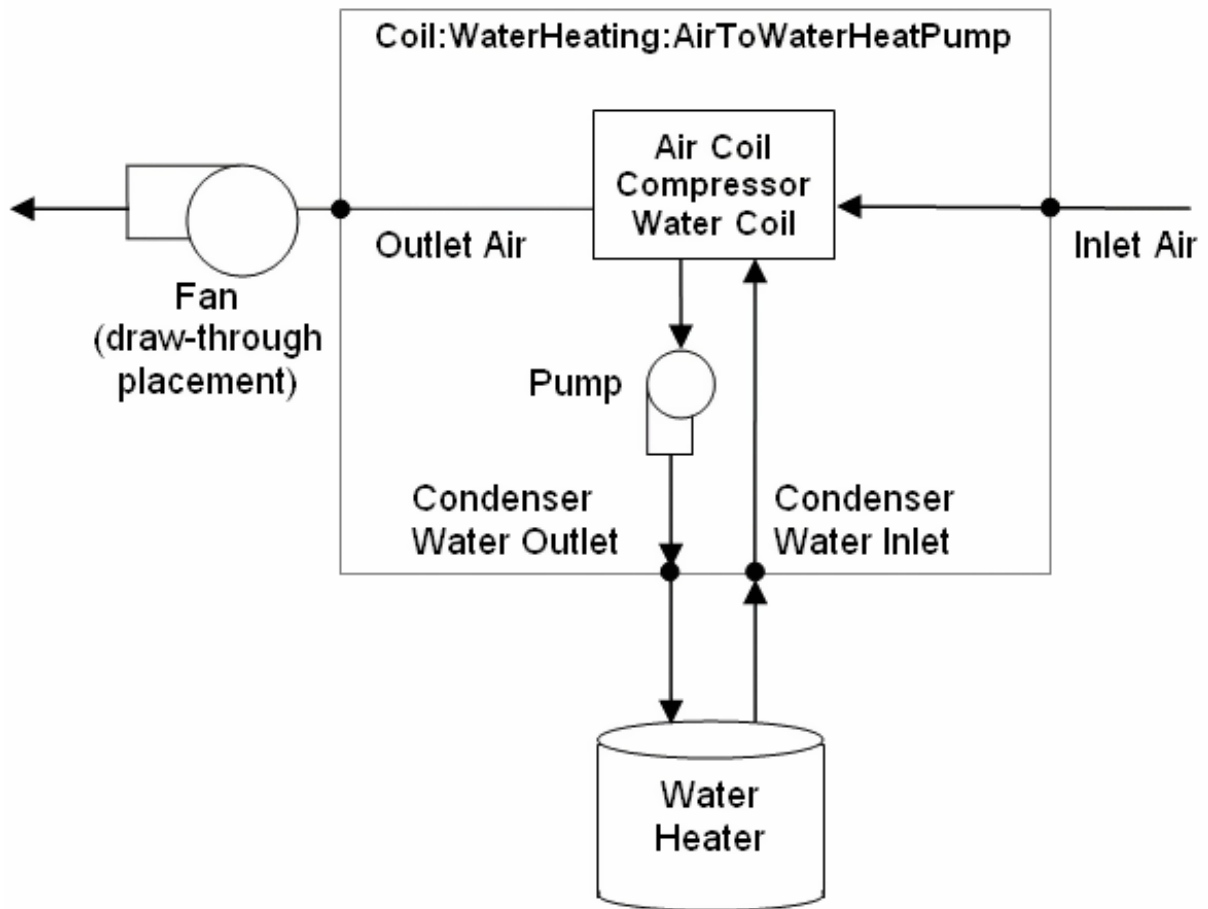 Coil:WaterHeating:AirToWaterHeatPump
Air Coil
Compressor
Water Coil
Outlet Air
Inlet Air
Fan
(draw-through
placement)
Pump
Condenser
Water Outlet
Condenser
Water Inlet
Water
Heater